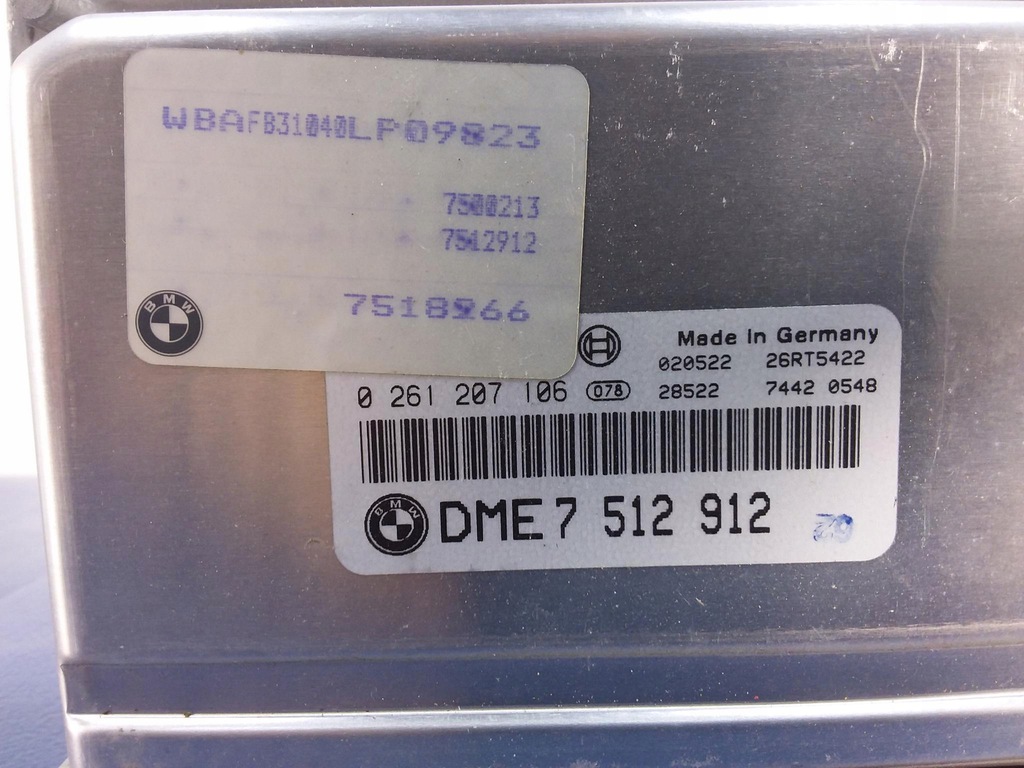 WBAFB31040LP09823
7500213
7512912
7518966
BMW
Made in Germany
020522 26RT5422
0 261 207 106 078 28522 7442 0548
BMW
DME 7 512 912